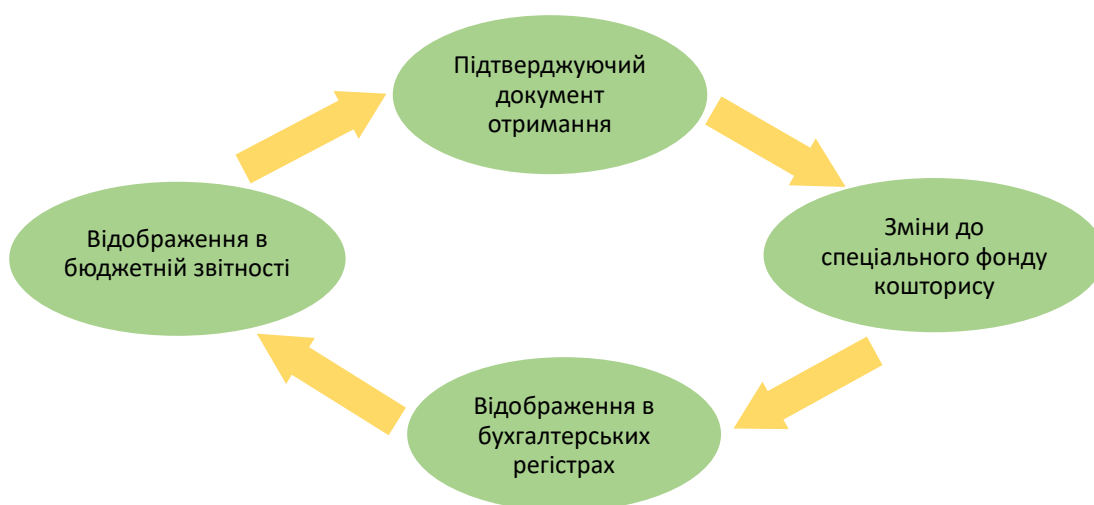 Підтверджуючий
документ
отримання
Зміни до
спеціального фонду
кошторису
Відображення в
бюджетній звітності
Відображення в
бухгалтерських
регістрах